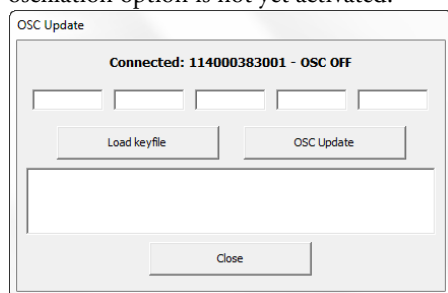 oscillation option is not yet activated.
OSC Update
Connected: 114000383001 - OSC OFF
Load keyfile OSC Update
Close